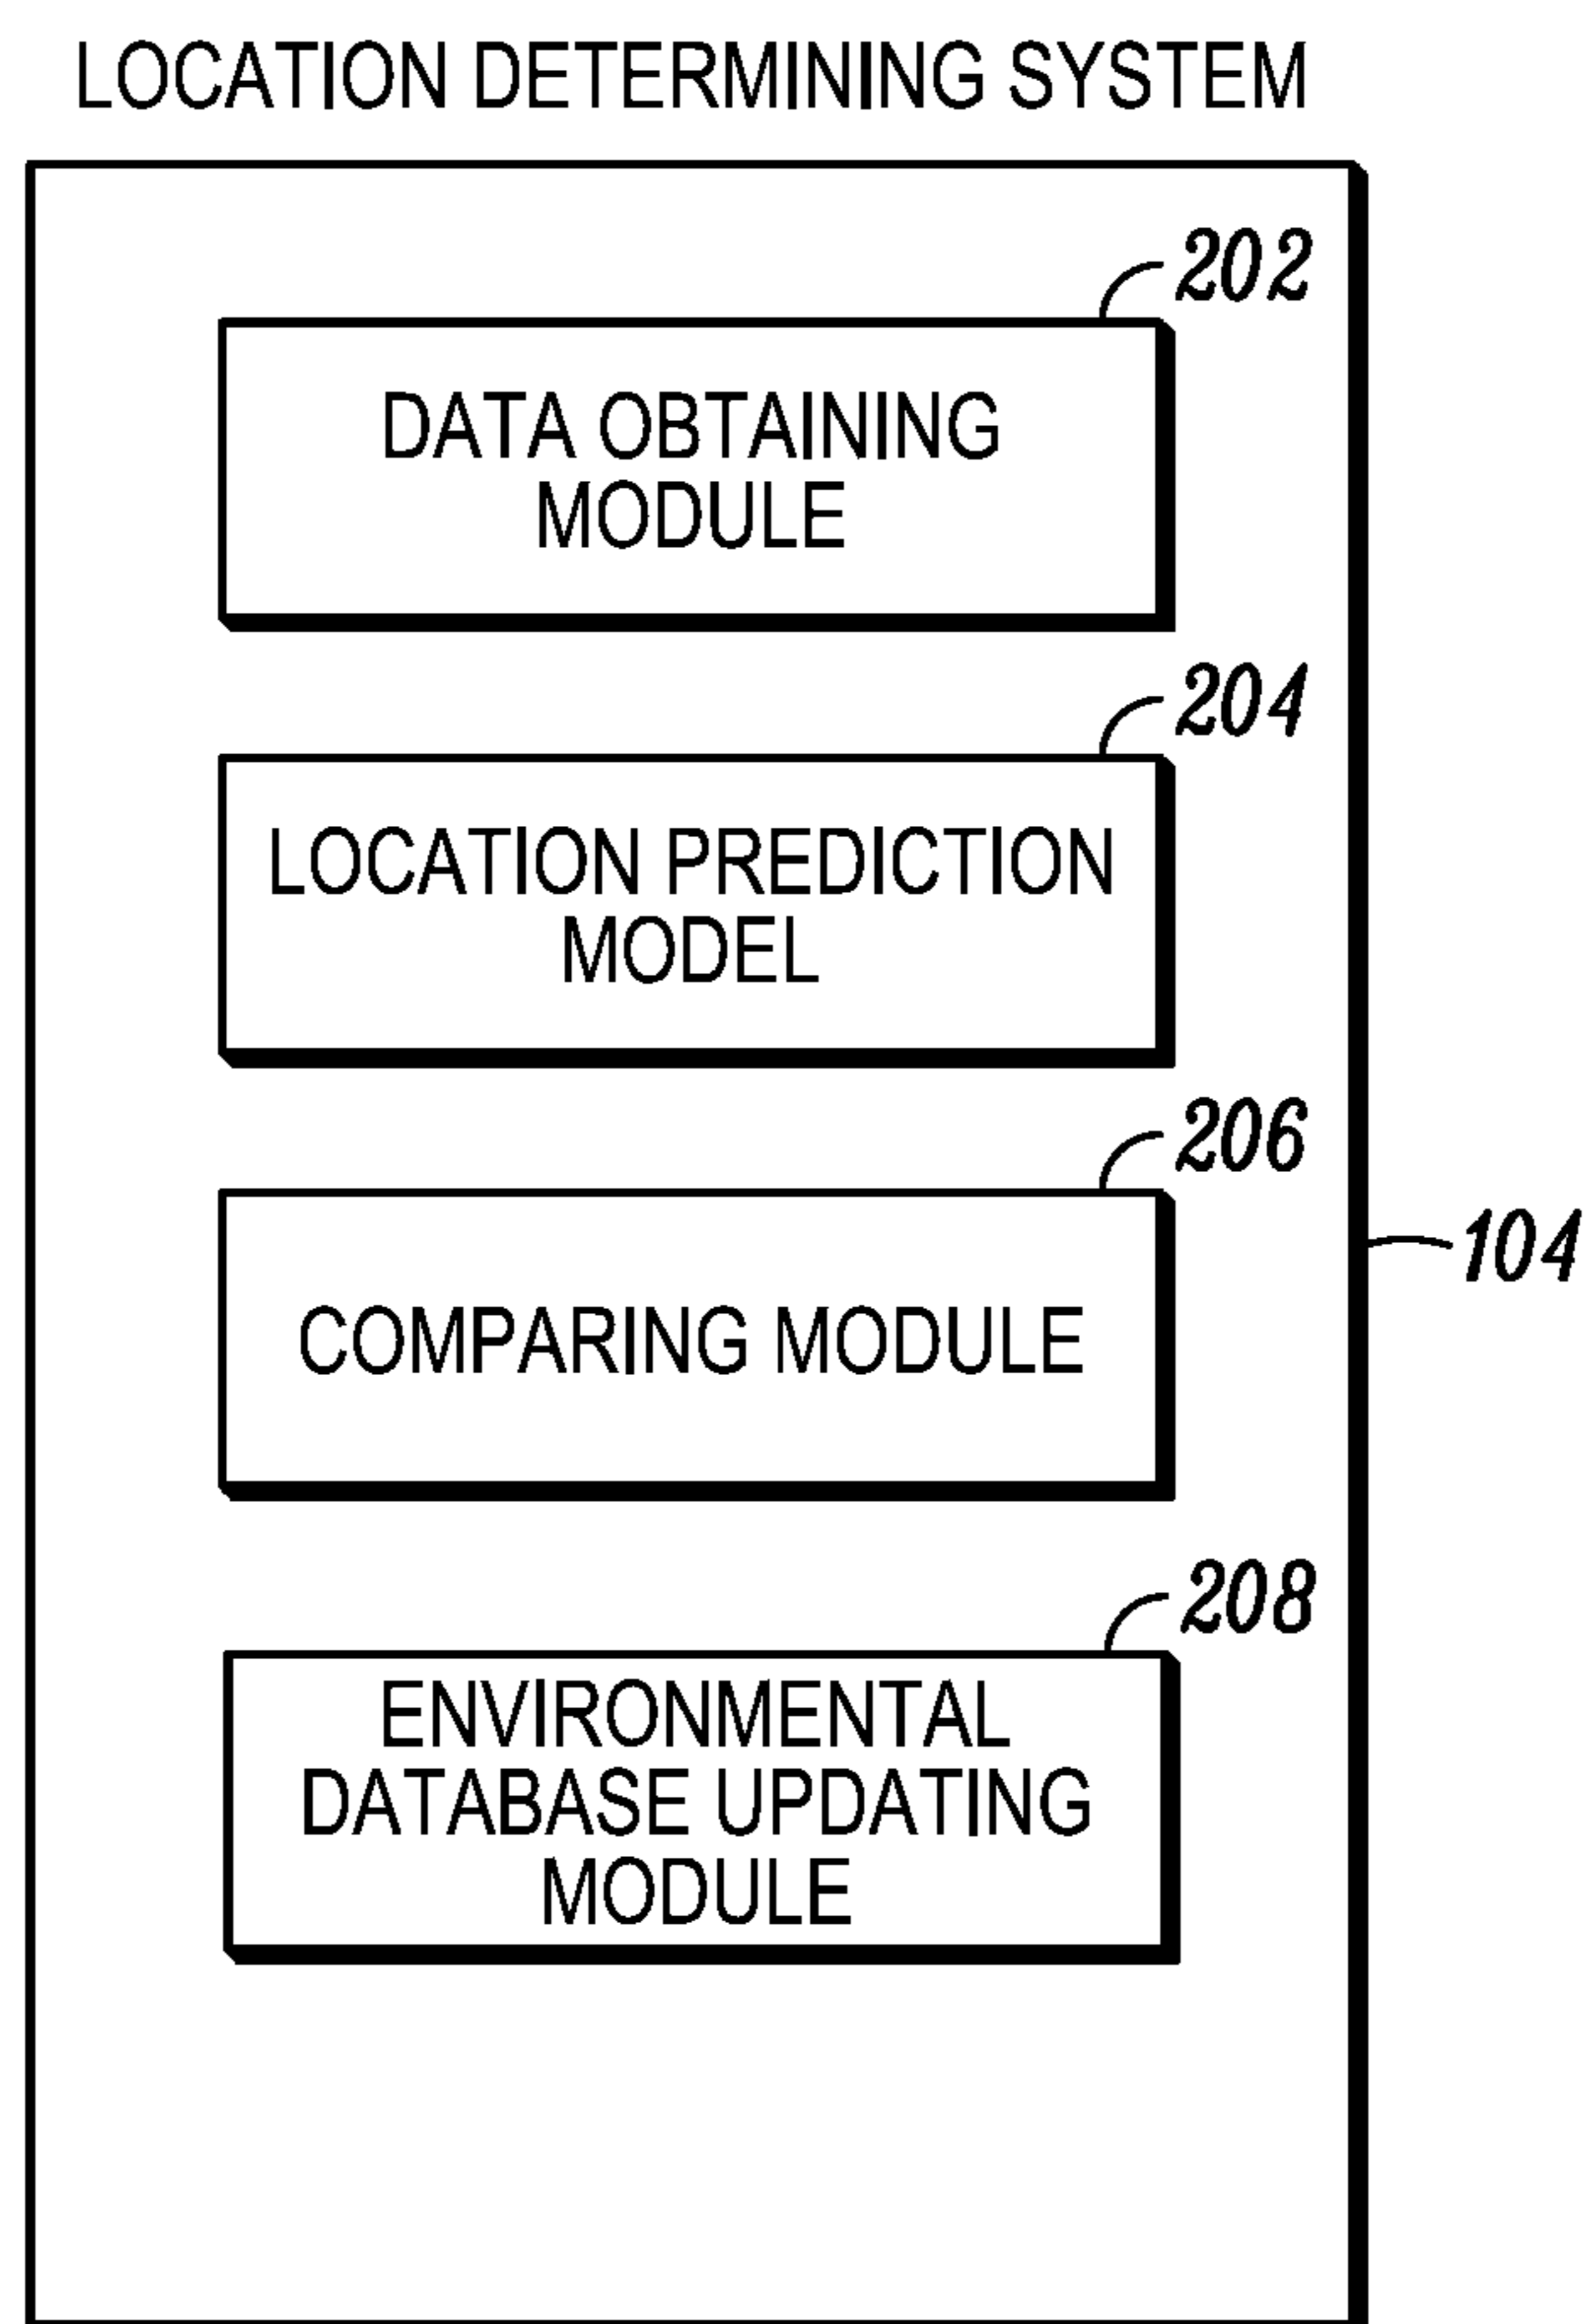 LOCATION DETERMINING SYSTEM
202
DATA OBTAINING
MODULE
204
LOCATION PREDICTION
MODEL
206
COMPARING MODULE
104
208
ENVIRONMENTAL
DATABASE UPDATING
MODULE